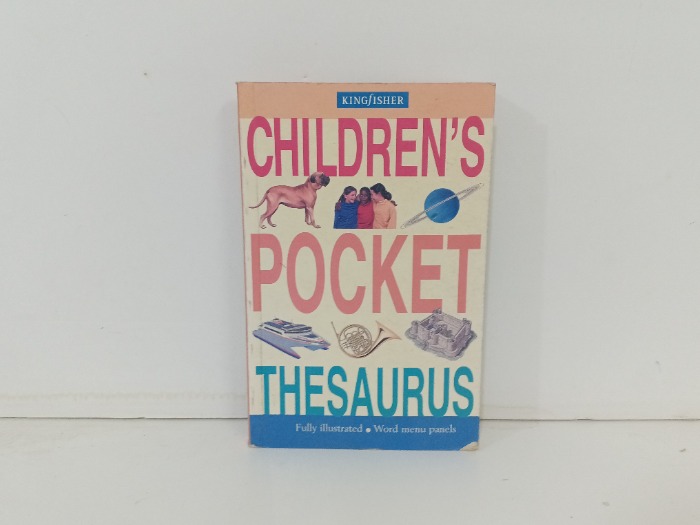 KINGfISHER
CHILDREN'S
POCKET
THESAURUS
Fully illustrated ▪ Word menu panels